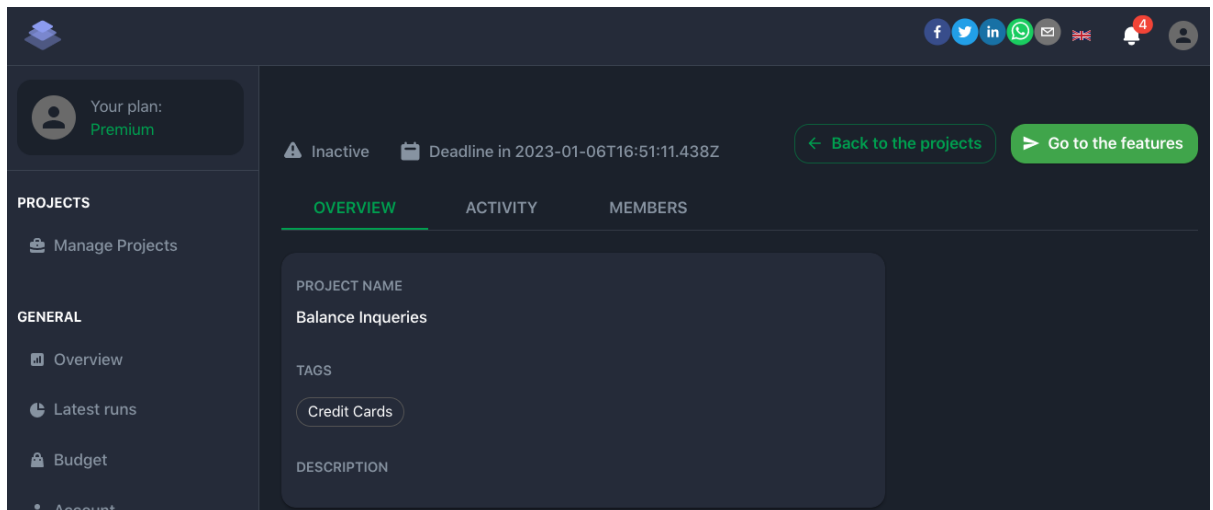 f
in
4
Your plan:
Premium
Inactive
Deadline in 2023-01-06T16:51:11.438Z
Back to the projects
Go to the features
PROJECTS
Manage Projects
GENERAL
Overview
Latest runs
Budget
Account
OVERVIEW
ACTIVITY
MEMBERS
PROJECT NAME
Balance Inqueries
TAGS
Credit Cards
DESCRIPTION